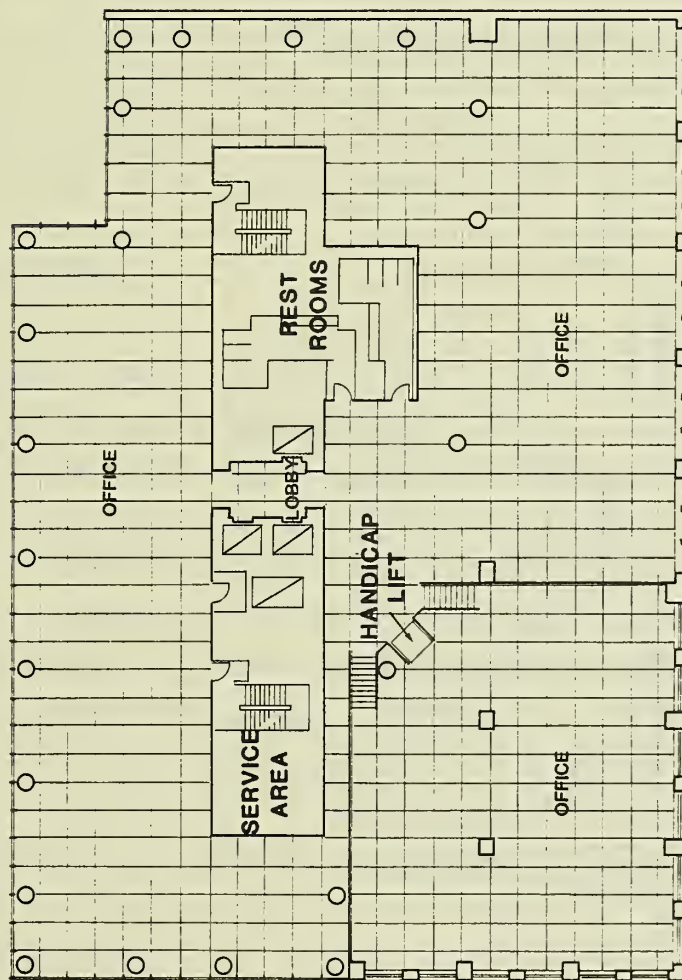 REST
ROOMS
OFFICE
OFFICE
LOBBY
HANDICAP
LIFT
SERVICE
AREA
OFFICE